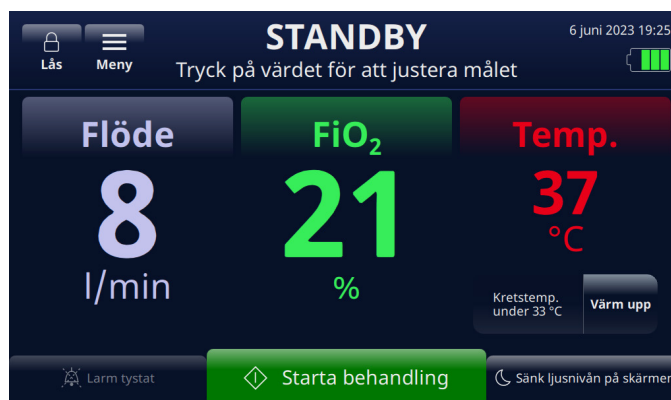 STANDBY
6 juni 2023 19:25
Lås
Meny
Tryck på värdet för att justera målet
Flöde
FiO₂
Temp.
8
21
37
l/min
%
°C
Kretstemp.
under 33 °C
Värm upp
Larm tystat
Starta behandling
Sänk ljusnivån på skärmen